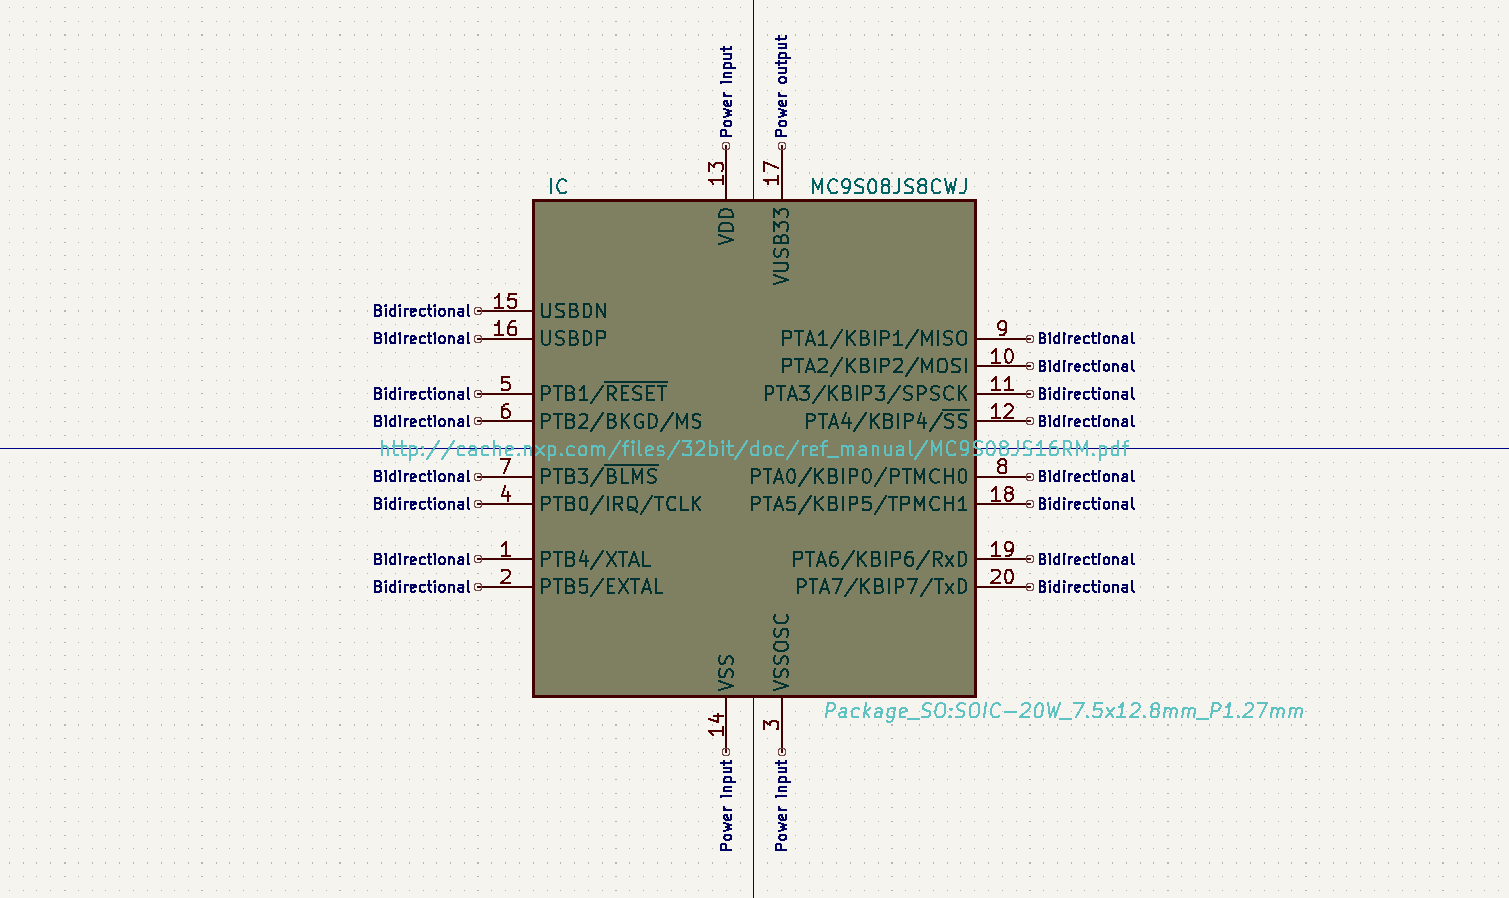 Power input
Power output
13
17
IC
MC9S08JS8CWJ
VDD
VUSB33
Bidirectional 15 USBDN
Bidirectional 16 USBDP
PTA1/KBIP1/MISO 9 Bidirectional
PTA2/KBIP2/MOSI 10 Bidirectional
Bidirectional 5 PTB1/RESET
PTA3/KBIP3/SPSCK 11 Bidirectional
Bidirectional 6 PTB2/BKGD/MS
PTA4/KBIP4/SS 12 Bidirectional
http://cache.nxp.com/files/32bit/doc/ref_manual/MC9S08JS16RM.pdf
Bidirectional 7 PTB3/BLMS
PTA0/KBIP0/PTMCH0 8 Bidirectional
Bidirectional 4 PTB0/IRQ/TCLK
PTA5/KBIP5/TPMCH1 18 Bidirectional
Bidirectional 1 PTB4/XTAL
PTA6/KBIP6/RxD 19 Bidirectional
Bidirectional 2 PTB5/EXTAL
PTA7/KBIP7/TxD 20 Bidirectional
VSS
VSSOSC
Package_SO:SOIC-20W_7.5x12.8mm_P1.27mm
14
3
Power input
Power input